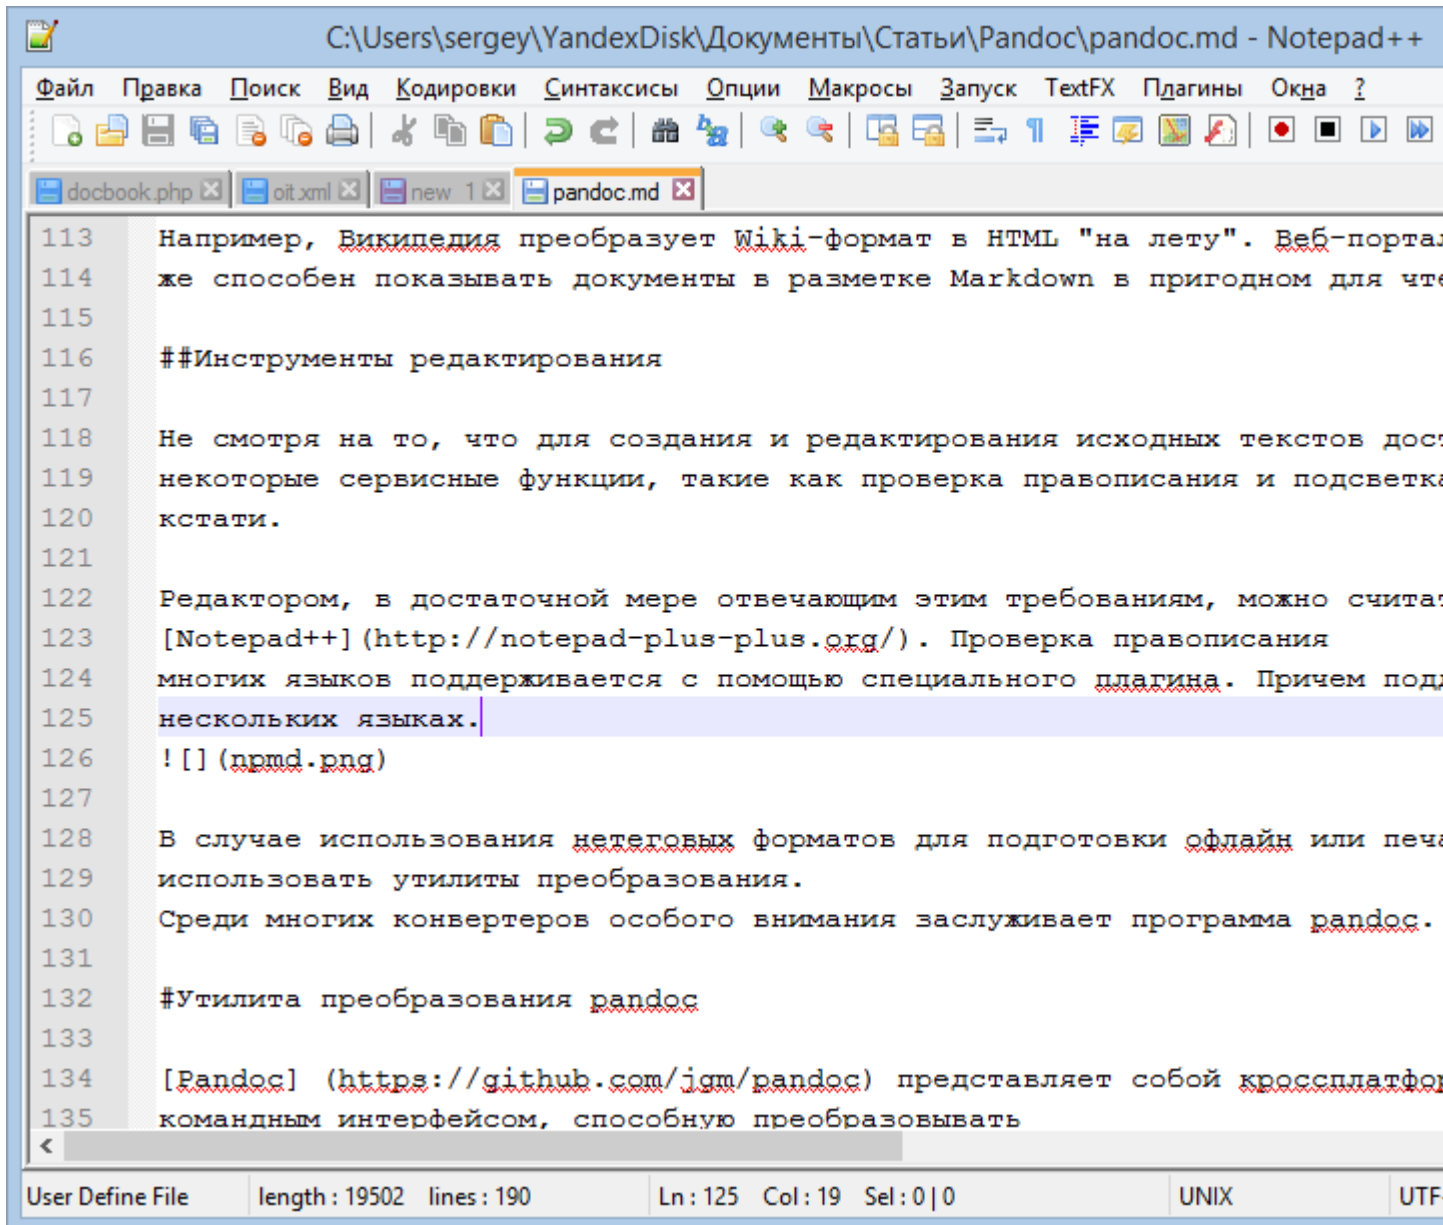 C:\Users\sergey\YandexDisk\Документы\Статьи\Pandoc\pandoc.md - Notepad++
Файл Правка Поиск Вид Кодировки Синтаксисы Опции Макросы Запуск TextFX Плагины Окна ?
docbook.php oit.xml new 1 pandoc.md
113 Например, Википедия преобразует Wiki-формат в HTML "на лету". Веб-портал
114 же способен показывать документы в разметке Markdown в пригодном для чте
115
116 ##Инструменты редактирования
117
118 Не смотря на то, что для создания и редактирования исходных текстов дост
119 некоторые сервисные функции, такие как проверка правописания и подсветка
120 кстати.
121
122 Редактором, в достаточной мере отвечающим этим требованиям, можно считат
123 [Notepad++](http://notepad-plus-plus.org/). Проверка правописания
124 многих языков поддерживается с помощью специального плагина. Причем под
125 нескольких языках.
126 ![](npmd.png)
127
128 В случае использования нетеговых форматов для подготовки офлайн или печа
129 использовать утилиты преобразования.
130 Среди многих конвертеров особого внимания заслуживает программа pandoc.
131
132 #Утилита преобразования pandoc
133
134 [Pandoc] (https://github.com/jgm/pandoc) представляет собой кроссплатфор
135 командным интерфейсом, способную преобразовывать
User Define File length : 19502 lines : 190 Ln : 125 Col : 19 Sel : 0 | 0 UNIX UTF-